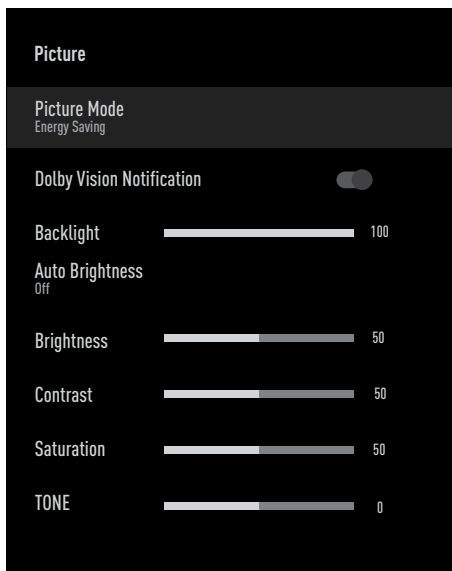 Picture
Picture Mode
Energy Saving
Dolby Vision Notification
Backlight 100
Auto Brightness
Off
Brightness 50
Contrast 50
Saturation 50
TONE 0